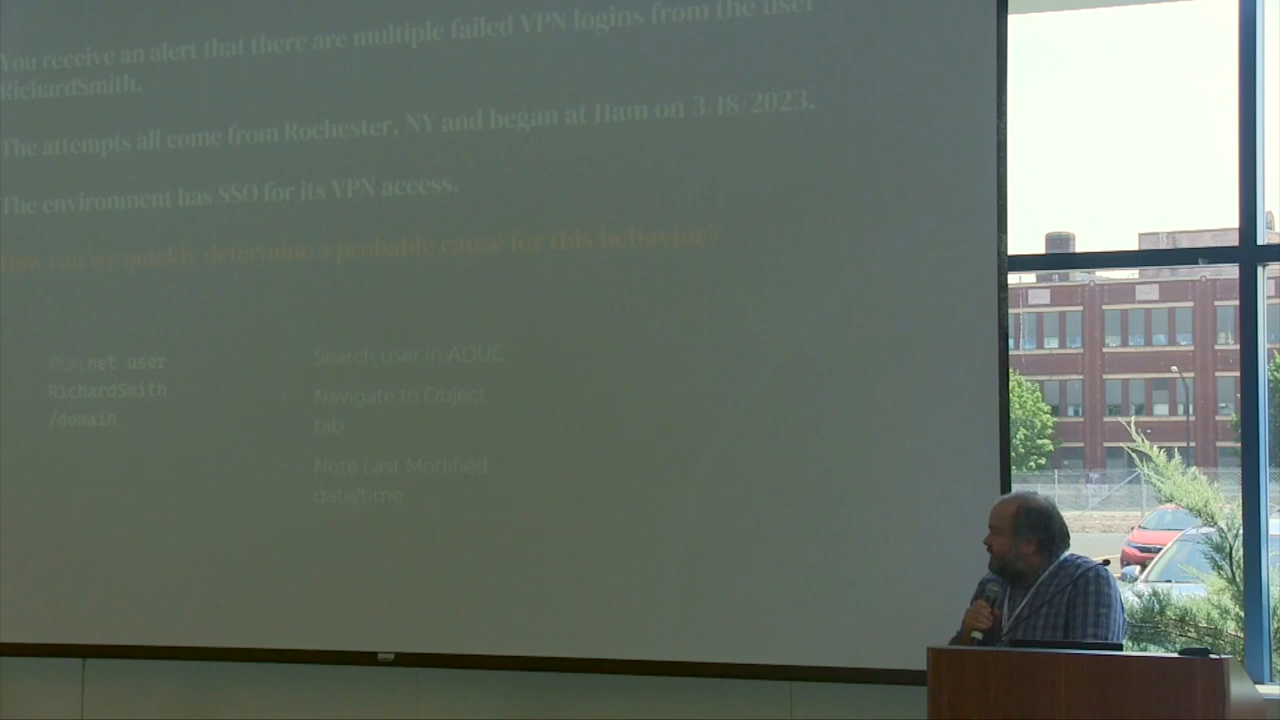 You receive an alert that there are multiple failed VPN logins from the user
RichardSmith.
The attempts all come from Rochester, NY and began at 11am on 3/18/2023.
The environment has SSO for its VPN access.
How can we quickly determine a probable cause for this behavior?
Run net user
RichardSmith
/domain
Search user in ADUC
Navigate to Object
tab
Note Last Modified
date/time